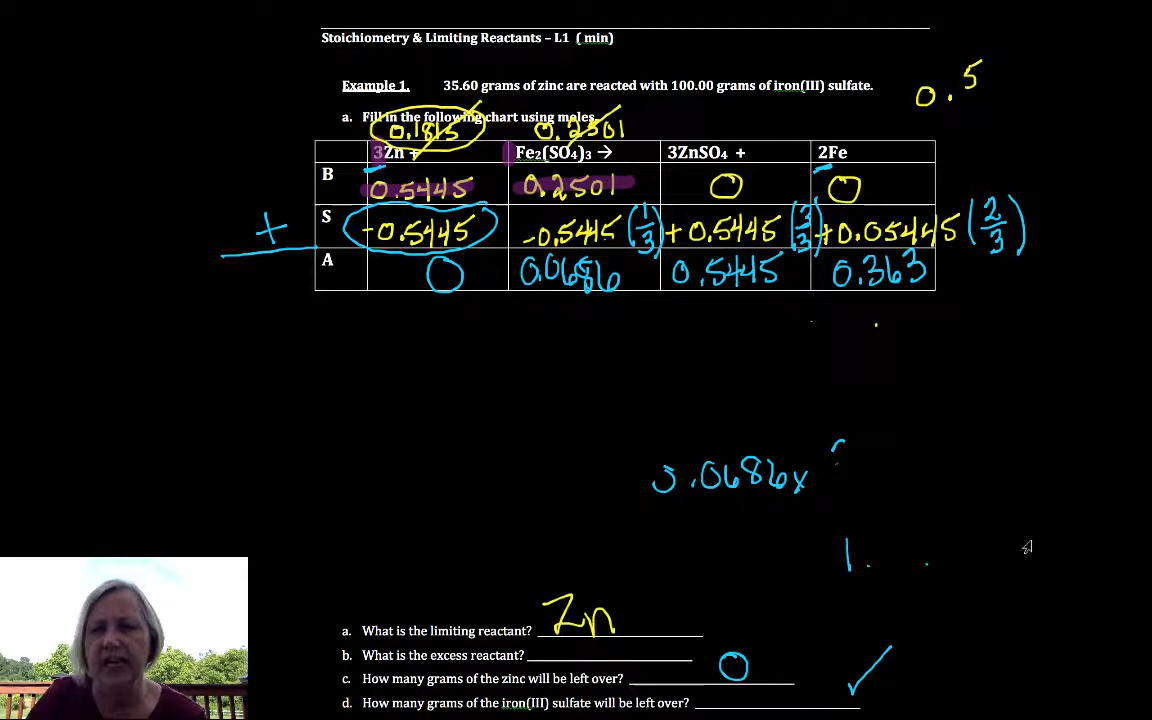 Stoichiometry & Limiting Reactants – L1 ( min)
Example 1. 35.60 grams of zinc are reacted with 100.00 grams of iron(III) sulfate.
0.5
a. Fill in the following chart using moles.
0.1815 0.2501
3Zn + Fe₂(SO₄)₃ → 3ZnSO₄ + 2Fe
B 0.5445 0.2501 0 0
S -0.5445 -0.5445 (1/3) +0.5445 (3/3) +0.05445 (2/3)
+
A 0 0.0686 0.5445 0.363
0.0686x
1.
a. What is the limiting reactant? Zn
b. What is the excess reactant?
c. How many grams of the zinc will be left over? 0
d. How many grams of the iron(III) sulfate will be left over?